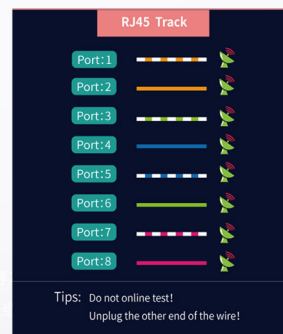 RJ45 Track
Port:1
Port:2
Port:3
Port:4
Port:5
Port:6
Port:7
Port:8
Tips: Do not online test!
Unplug the other end of the wire!